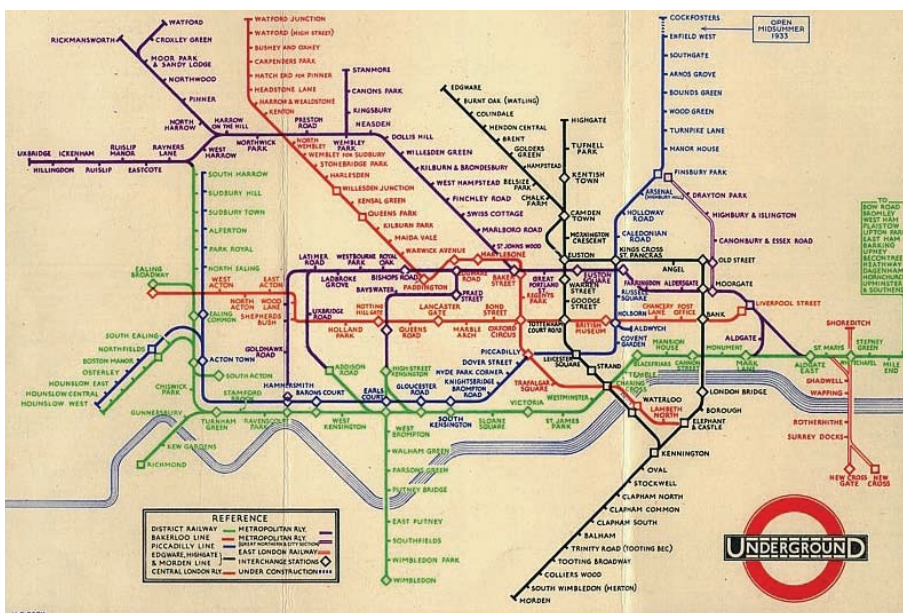 WATFORD
CROXLEY GREEN
RICKMANSWORTH
MOOR PARK
& SANDY LODGE
NORTHWOOD
PINNER
NORTH
HARROW
HARROW
ON THE HILL
NORTHWICK
PARK
PRESTON
ROAD
WEMBLEY
PARK
NEASDEN
KINGSBURY
CANONS PARK
STANMORE
DOLLIS HILL
WILLESDEN GREEN
KILBURN & BRONDESBURY
WEST HAMPSTEAD
FINCHLEY ROAD
SWISS COTTAGE
MARLBORO ROAD
ST JOHNS WOOD
WATFORD JUNCTION
WATFORD (HIGH STREET)
BUSHEY AND OXHEY
CARPENDERS PARK
HATCH END FOR PINNER
HEADSTONE LANE
HARROW & WEALDSTONE
KENTON
NORTH
WEMBLEY
WEMBLEY FOR SUDBURY
STONEBRIDGE PARK
HARLESDEN
WILLESDEN JUNCTION
KENSAL GREEN
QUEENS PARK
KILBURN PARK
MAIDA VALE
WARWICK AVENUE
PADDINGTON
EDGWARE ROAD
MARYLEBONE
BAKER
STREET
UXBRIDGE
HILLINGDON
ICKENHAM
RUISLIP
RUISLIP
MANOR
EASTCOTE
RAYNERS
LANE
WEST
HARROW
SOUTH HARROW
SUDBURY HILL
SUDBURY TOWN
ALPERTON
PARK ROYAL
NORTH EALING
EALING
BROADWAY
EALING
COMMON
WEST
ACTON
NORTH
ACTON
EAST
ACTON
WOOD
LANE
SHEPHERDS
BUSH
UXBRIDGE
ROAD
GOLDHAWK
ROAD
HOLLAND
PARK
NOTTING
HILL GATE
QUEENS
ROAD
LANCASTER
GATE
MARBLE
ARCH
BOND
STREET
OXFORD
CIRCUS
LATIMER
ROAD
LADBROKE
GROVE
WESTBOURNE
PARK
ROYAL
OAK
BISHOPS ROAD
BAYSWATER
PRAED
STREET
GREAT
PORTLAND ST.
REGENTS
PARK
EDGWARE
BURNT OAK (WATLING)
COLINDALE
HENDON CENTRAL
BRENT
GOLDERS
GREEN
HAMPSTEAD
BELSIZE
PARK
CHALK
FARM
HIGHGATE
TUFNELL
PARK
KENTISH
TOWN
CAMDEN
TOWN
MORNINGTON
CRESCENT
EUSTON
EUSTON
SQUARE
WARREN
STREET
GOODGE
STREET
TOTTENHAM
COURT ROAD
LEICESTER
SQUARE
STRAND
CHARING
CROSS
COCKFOSTERS
ENFIELD WEST
SOUTHGATE
ARNOS GROVE
BOUNDS GREEN
WOOD GREEN
TURNPIKE LANE
MANOR HOUSE
OPEN
MIDSUMMER
1933
FINSBURY PARK
ARSENAL
(HIGHBURY HILL)
HOLLOWAY
ROAD
CALEDONIAN
ROAD
KINGS CROSS
ST. PANCRAS
RUSSELL
SQUARE
HOLBORN
ALDWYCH
COVENT
GARDEN
DRAYTON PARK
HIGHBURY & ISLINGTON
CANONBURY & ESSEX ROAD
OLD STREET
MOORGATE
ANGEL
FARRINGDON
ALDERSGATE
LIVERPOOL STREET
BRITISH
MUSEUM
CHANCERY
LANE
POST
OFFICE
BANK
ALDGATE
MANSION
HOUSE
MONUMENT
BLACKFRIARS
CANNON
STREET
MARK
LANE
ALDGATE
EAST
ST MARYS
WHITECHAPEL
STEPNEY
GREEN
MILE
END
TO
BOW ROAD
BROMLEY
WEST HAM
PLAISTOW
UPTON PARK
EAST HAM
BARKING
UPNEY
BECONTREE
HEATHWAY
DAGENHAM
HORNCHURCH
UPMINSTER
& SOUTHEND
SHOREDITCH
SHADWELL
WAPPING
ROTHERHITHE
SURREY DOCKS
NEW CROSS
GATE
NEW
CROSS
SOUTH EALING
NORTHFIELDS
BOSTON MANOR
OSTERLEY
HOUNSLOW EAST
HOUNSLOW CENTRAL
HOUNSLOW WEST
ACTON TOWN
SOUTH ACTON
CHISWICK
PARK
GUNNERSBURY
KEW GARDENS
RICHMOND
TURNHAM
GREEN
STAMFORD
BROOK
RAVENSCOURT
PARK
HAMMERSMITH
BARONS COURT
WEST
KENSINGTON
ADDISON
ROAD
EARLS
COURT
HIGH STREET
KENSINGTON
GLOUCESTER
ROAD
SOUTH
KENSINGTON
KNIGHTSBRIDGE
BROMPTON
ROAD
HYDE PARK CORNER
DOVER STREET
PICCADILLY
TRAFALGAR
SQUARE
SLOANE
SQUARE
VICTORIA
ST JAMES
PARK
WESTMINSTER
TEMPLE
WEST
BROMPTON
WALHAM GREEN
PARSONS GREEN
PUTNEY BRIDGE
EAST PUTNEY
SOUTHFIELDS
WIMBLEDON PARK
WIMBLEDON
WATERLOO
LAMBETH
NORTH
ELEPHANT
& CASTLE
LONDON BRIDGE
BOROUGH
KENNINGTON
OVAL
STOCKWELL
CLAPHAM NORTH
CLAPHAM COMMON
CLAPHAM SOUTH
BALHAM
TRINITY ROAD (TOOTING BEC)
TOOTING BROADWAY
COLLIERS WOOD
SOUTH WIMBLEDON (MERTON)
MORDEN
REFERENCE
DISTRICT RAILWAY
BAKERLOO LINE
PICCADILLY LINE
EDGWARE, HIGHGATE
& MORDEN LINE
CENTRAL LONDON RLY.
METROPOLITAN RLY.
METROPOLITAN RLY.
(GREAT NORTHERN & CITY SECTION)
EAST LONDON RAILWAY
INTERCHANGE STATIONS
UNDER CONSTRUCTION
UNDERGROUND